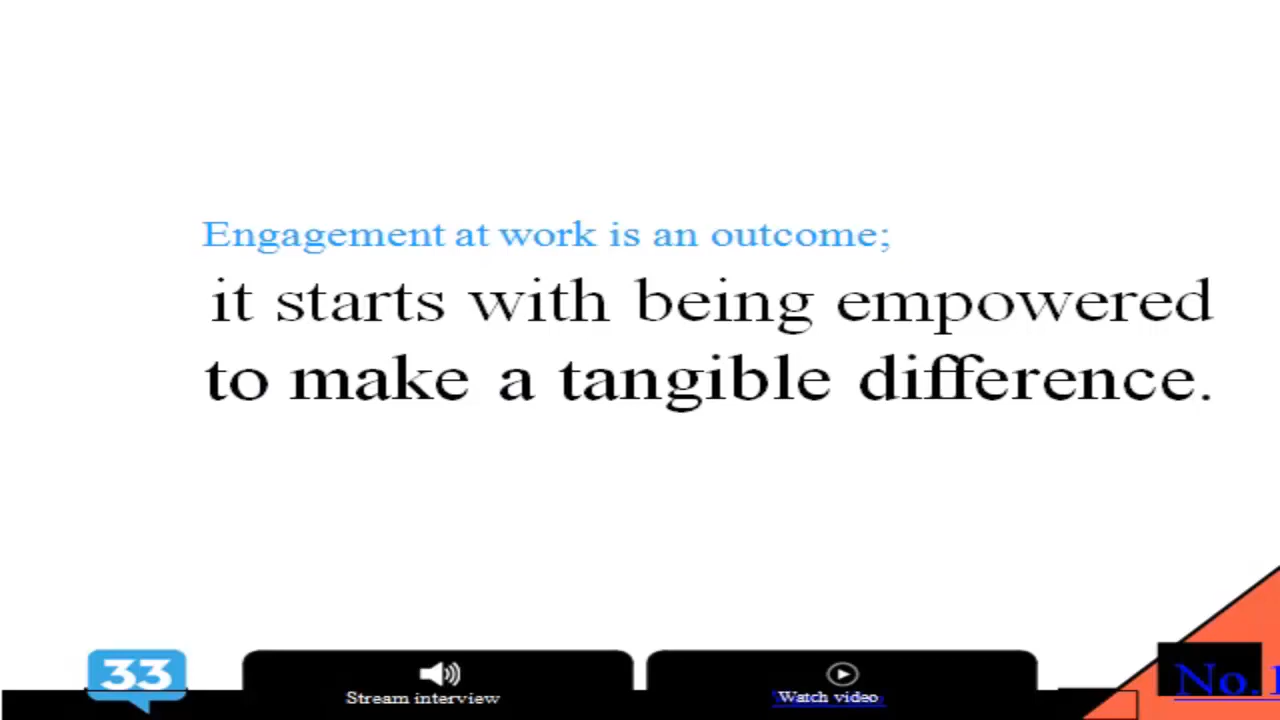 Engagement at work is an outcome;
it starts with being empowered
to make a tangible difference.
33
Stream interview
Watch video
No.1